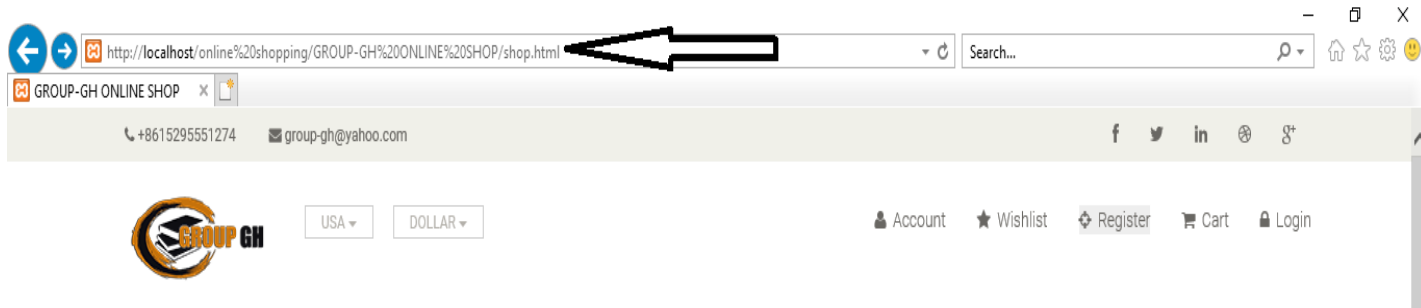 http://localhost/online%20shopping/GROUP-GH%20ONLINE%20SHOP/shop.html Search...
GROUP-GH ONLINE SHOP
+8615295551274 group-gh@yahoo.com
GROUP GH USA DOLLAR Account Wishlist Register Cart Login